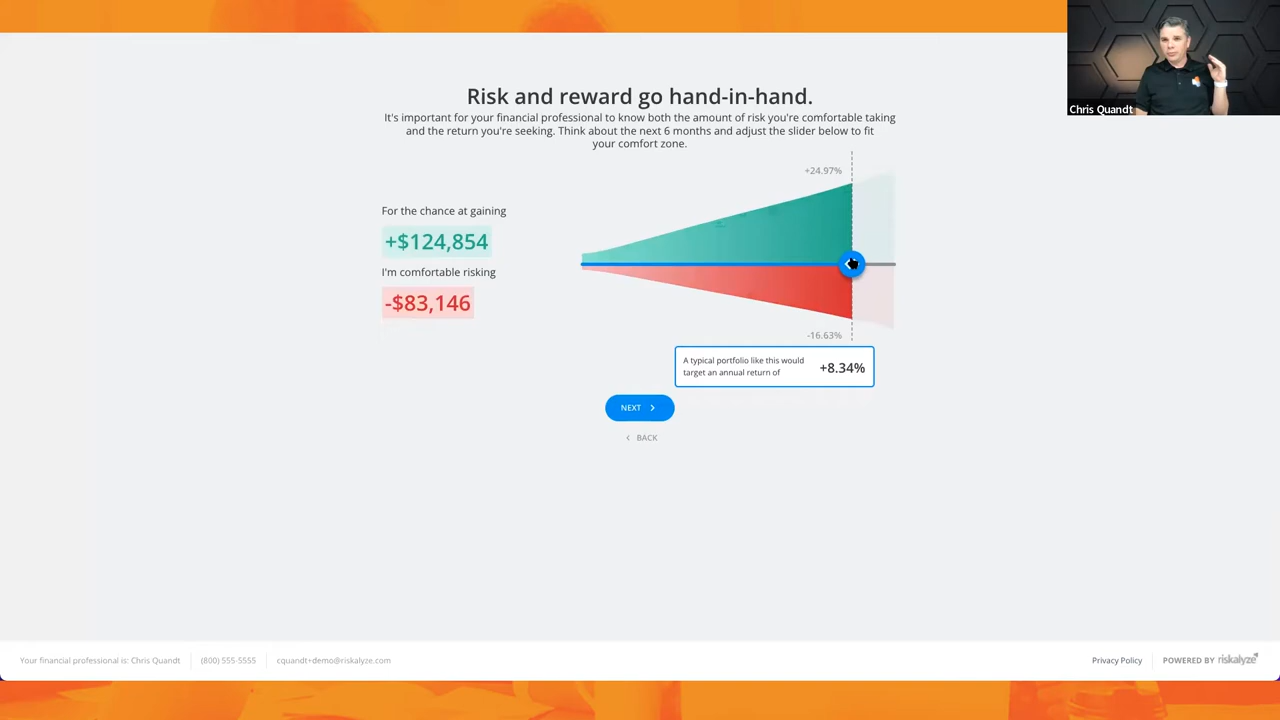 Chris Quandt
Risk and reward go hand-in-hand.
It's important for your financial professional to know both the amount of risk you're comfortable taking
and the return you're seeking. Think about the next 6 months and adjust the slider below to fit
your comfort zone.
+24.97%
For the chance at gaining
+$124,854
I'm comfortable risking
-$83,146
-16.63%
A typical portfolio like this would
target an annual return of
+8.34%
NEXT
BACK
Your financial professional is: Chris Quandt
(800) 555-5555
cquandt+demo@riskalyze.com
Privacy Policy
POWERED BY riskalyze